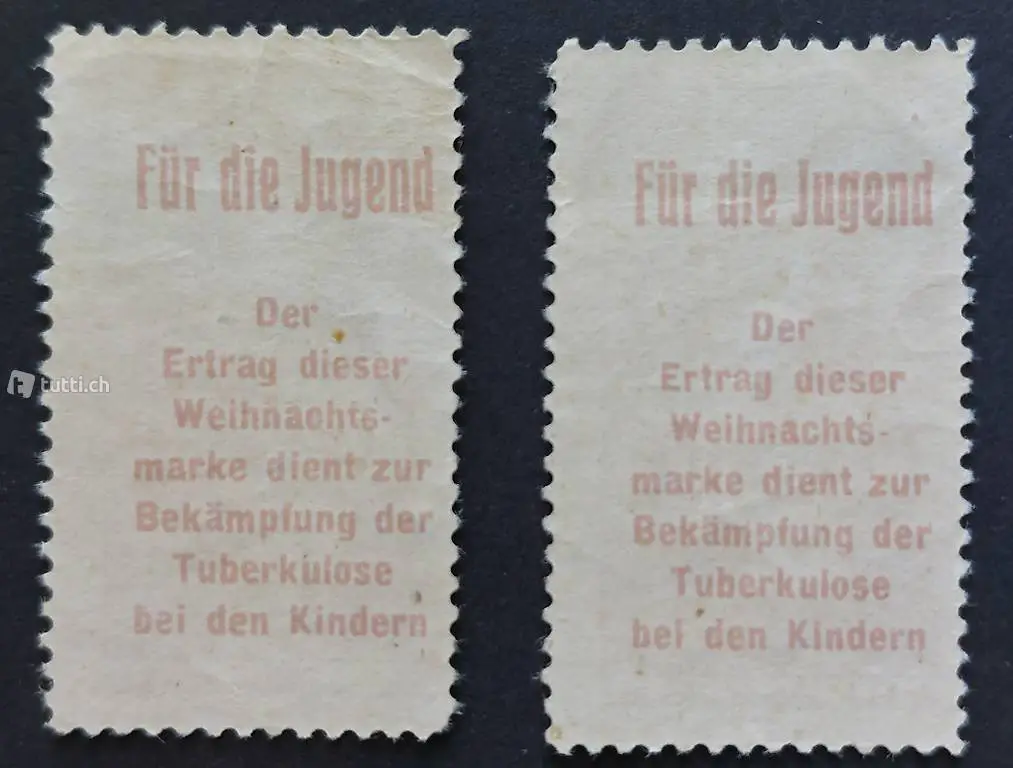 Für die Jugend
Der
Ertrag dieser
Weihnachts-
marke dient zur
Bekämpfung der
Tuberkulose
bei den Kindern
Für die Jugend
Der
Ertrag dieser
Weihnachts-
marke dient zur
Bekämpfung der
Tuberkulose
bei den Kindern
tutti.ch